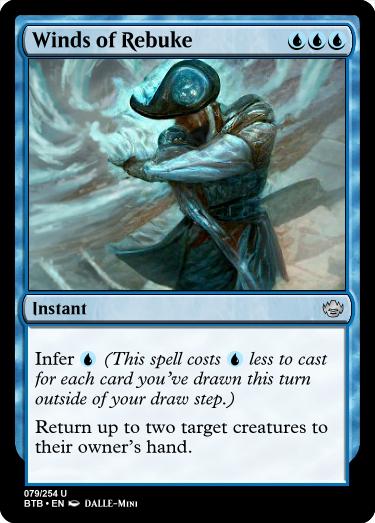 Winds of Rebuke
Instant
Infer (This spell costs less to cast
for each card you've drawn this turn
outside of your draw step.)
Return up to two target creatures to
their owner's hand.
079/254 U
BTB • EN DALLE-Mini